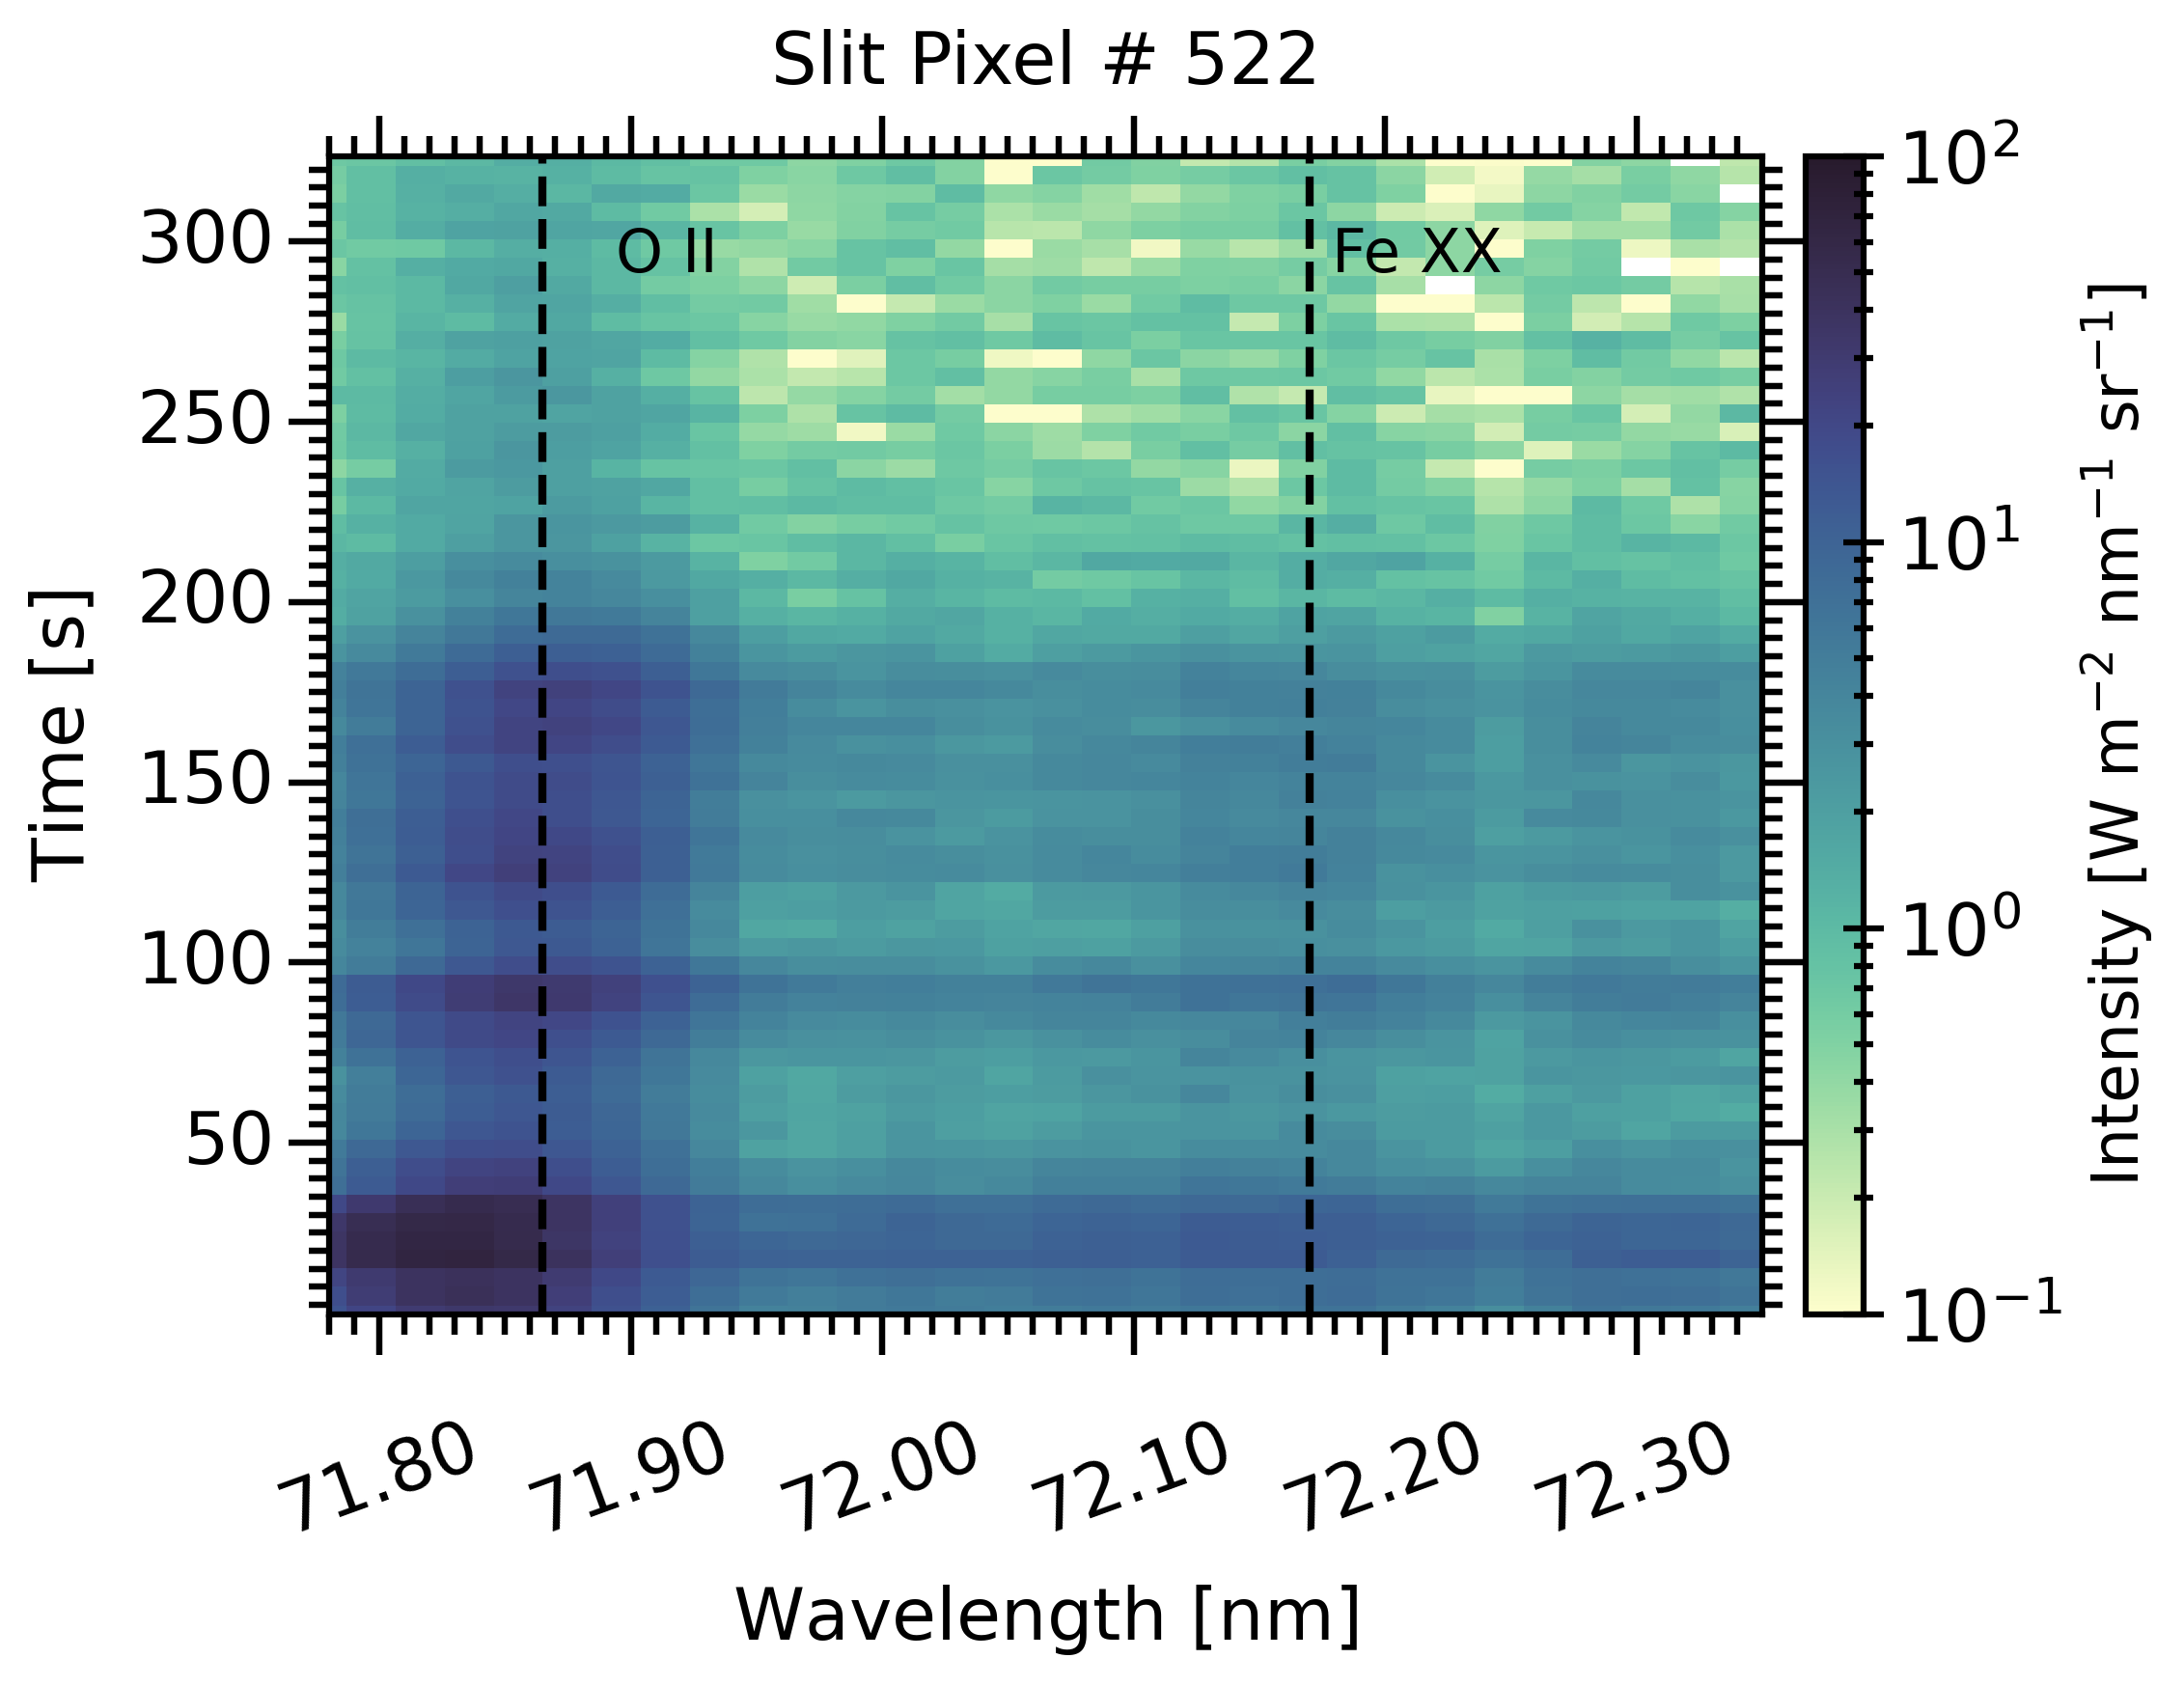 Slit Pixel # 522
O II
Fe XX
300
250
200
150
100
50
Time [s]
71.80
71.90
72.00
72.10
72.20
72.30
Wavelength [nm]
10²
10¹
10⁰
10⁻¹
Intensity [W m⁻² nm⁻¹ sr⁻¹]